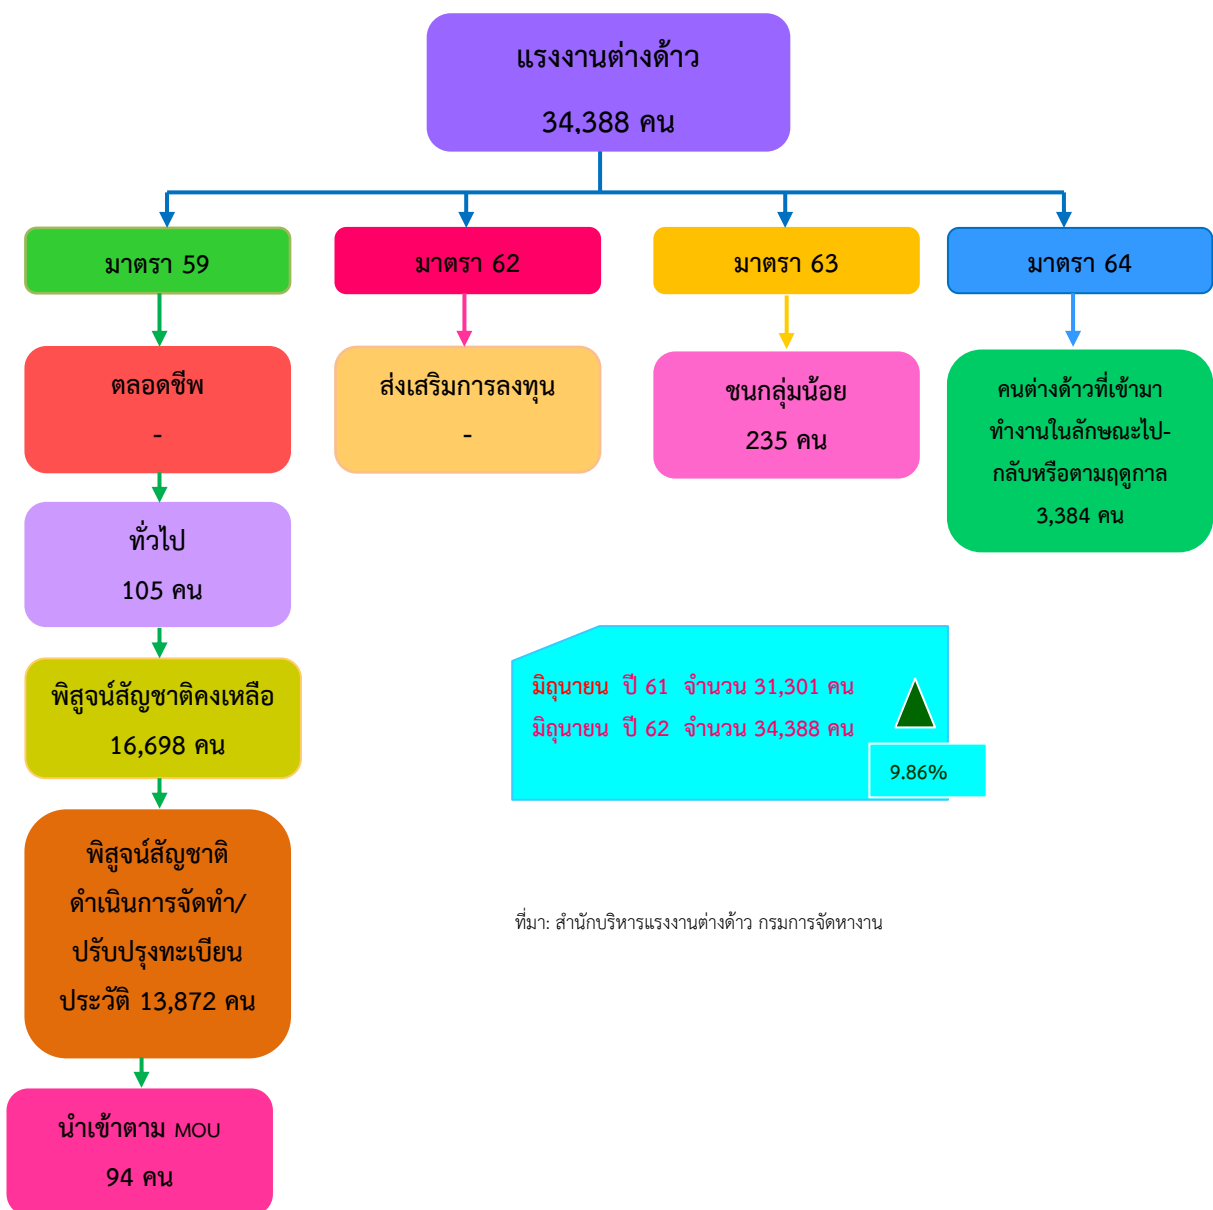 แรงงานต่างด้าว
34,388 คน
มาตรา 59
มาตรา 62
มาตรา 63
มาตรา 64
ตลอดชีพ
-
ส่งเสริมการลงทุน
-
ชนกลุ่มน้อย
235 คน
คนต่างด้าวที่เข้ามา
ทำงานในลักษณะไป-
กลับหรือตามฤดูกาล
3,384 คน
ทั่วไป
105 คน
พิสูจน์สัญชาติคงเหลือ
16,698 คน
มิถุนายน ปี 61 จำนวน 31,301 คน
มิถุนายน ปี 62 จำนวน 34,388 คน
9.86%
พิสูจน์สัญชาติ
ดำเนินการจัดทำ/
ปรับปรุงทะเบียน
ประวัติ 13,872 คน
ที่มา: สำนักบริหารแรงงานต่างด้าว กรมการจัดหางาน
นำเข้าตาม MOU
94 คน